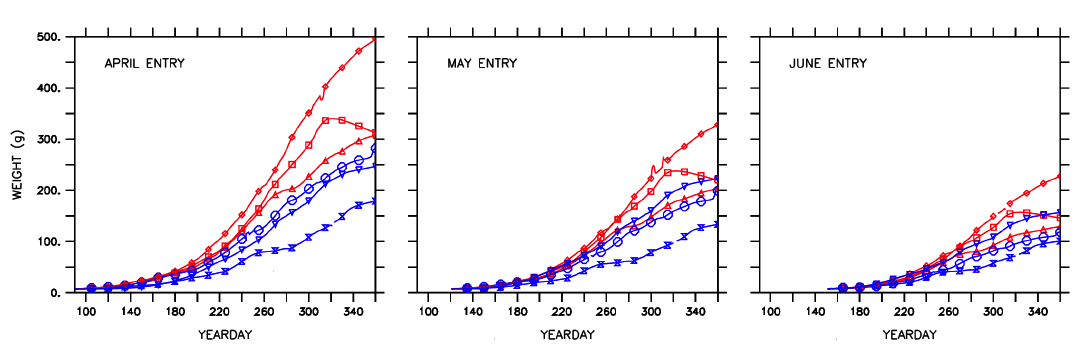 500.
400.
300.
200.
100.
0.
WEIGHT (g)
APRIL ENTRY
MAY ENTRY
JUNE ENTRY
100 140 180 220 260 300 340
100 140 180 220 260 300 340
100 140 180 220 260 300 340
YEARDAY
YEARDAY
YEARDAY